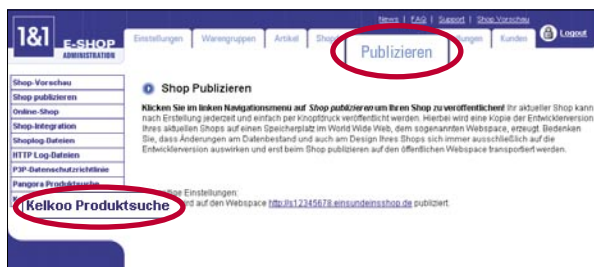 News | FAQ | Support | Shop Vorschau
1&1 E-SHOP
ADMINISTRATION
Einstellungen Warengruppen Artikel Shop Publizieren Kunden Logout
Shop-Vorschau
Shop publizieren
Online-Shop
Shop-Integration
Shoplog-Dateien
HTTP Log-Dateien
P3P-Datenschutzrichtlinie
Pangora Produktsuche
Kelkoo Produktsuche
Shop Publizieren
Klicken Sie im linken Navigationsmenu auf Shop publizieren um Ihren Shop zu veröffentlichen! Ihr aktueller Shop kann
nach Erstellung jederzeit und einfach per Knopfdruck veröffentlicht werden. Hierbei wird eine Kopie der Entwicklerversion
Ihres aktuellen Shops auf einen Speicherplatz im World Wide Web, dem sogenannten Webspace, erzeugt. Bedenken
Sie, dass Änderungen am Datenbestand und auch am Design Ihres Shops sich immer ausschließlich auf die
Entwicklerversion auswirken und erst beim Shop publizieren auf den öffentlichen Webspace transportiert werden.
Einstellungen:
auf den Webspace http://s12345678.einsundeinsshop.de publiziert.